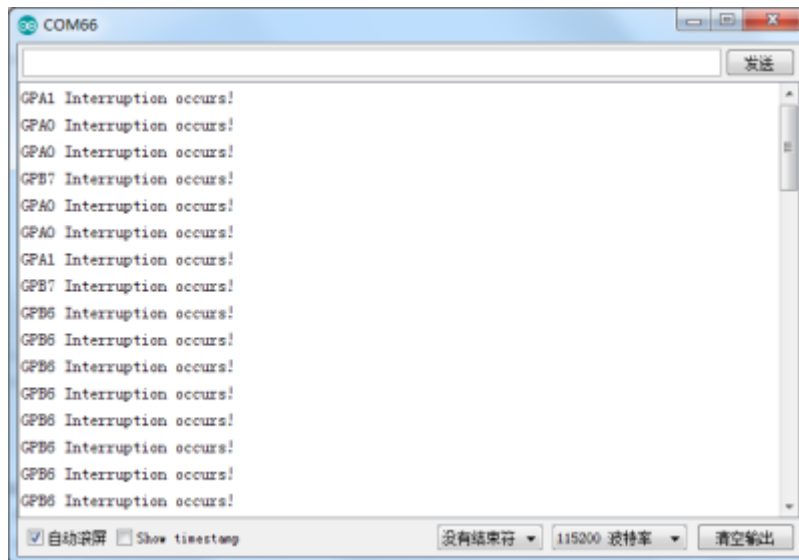 COM66
发送
GPA1 Interruption occurs!
GPA0 Interruption occurs!
GPA0 Interruption occurs!
GPB7 Interruption occurs!
GPA0 Interruption occurs!
GPA0 Interruption occurs!
GPA1 Interruption occurs!
GPB7 Interruption occurs!
GPB6 Interruption occurs!
GPB6 Interruption occurs!
GPB6 Interruption occurs!
GPB6 Interruption occurs!
GPB6 Interruption occurs!
GPB6 Interruption occurs!
GPB6 Interruption occurs!
GPB6 Interruption occurs!
自动滚屏 Show timestamp 没有结束符 115200 波特率 清空输出